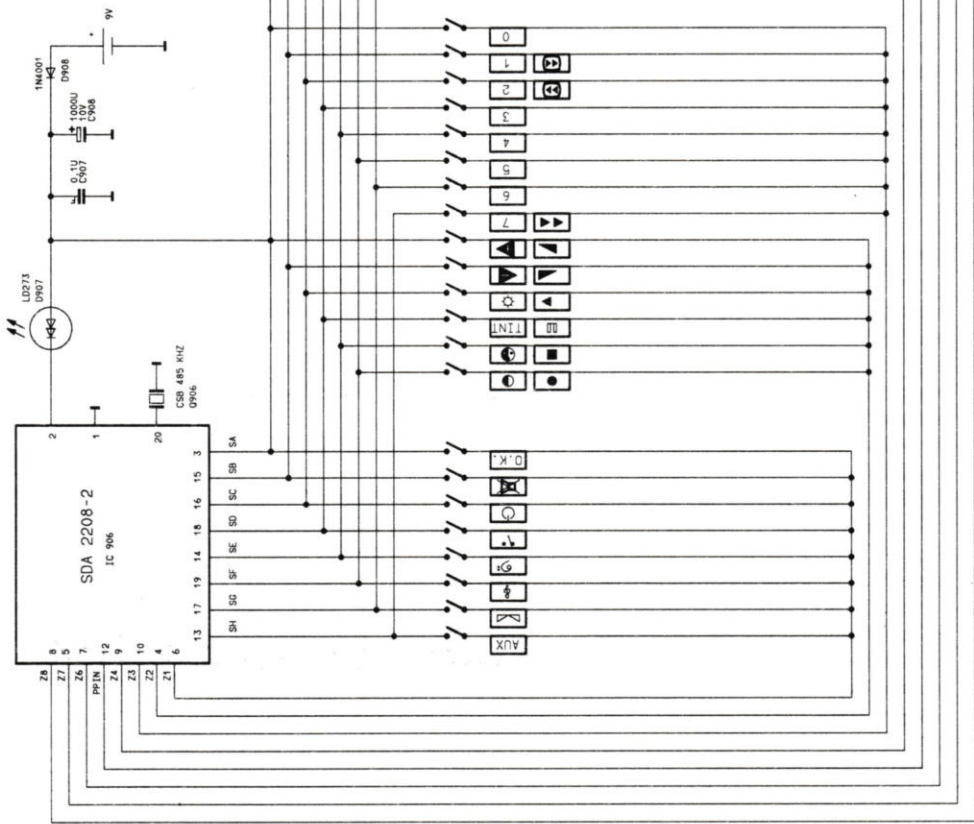 9V
+
1N4001
D908
1000U
10V
C908
+
0,1U
C907
F
LD273
D907
CSB 485 KHZ
Q906
2
1
20
SDA 2208-2
IC 906
3
SA
15
SB
16
SC
18
SD
14
SE
19
SF
17
SG
13
SH
Z8
8
Z7
5
Z6
7
PPIN
12
Z4
9
Z3
10
Z2
4
Z1
6
0
1
2
3
4
5
6
7
TINT
O.K.
AUX